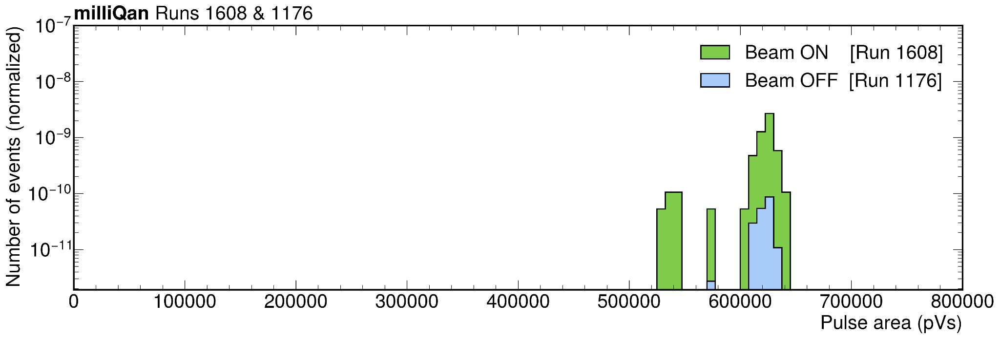 milliQan Runs 1608 & 1176
Number of events (normalized)
10⁻⁷
10⁻⁸
10⁻⁹
10⁻¹⁰
10⁻¹¹
Beam ON [Run 1608]
Beam OFF [Run 1176]
0 100000 200000 300000 400000 500000 600000 700000 800000
Pulse area (pVs)